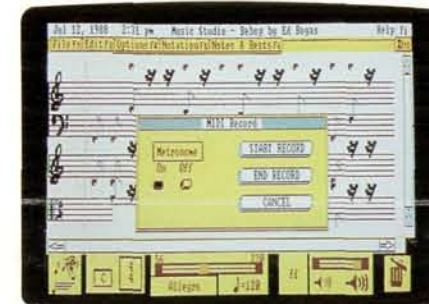 Jul 12, 1988 2:31 pm Music Studio - Bebop by Ed Bogas Help
File Edit Options Notation Notes & Rests
MIDI Record
Metronome
On Off
START RECORD
END RECORD
CANCEL
C
Allegro
=120
ff